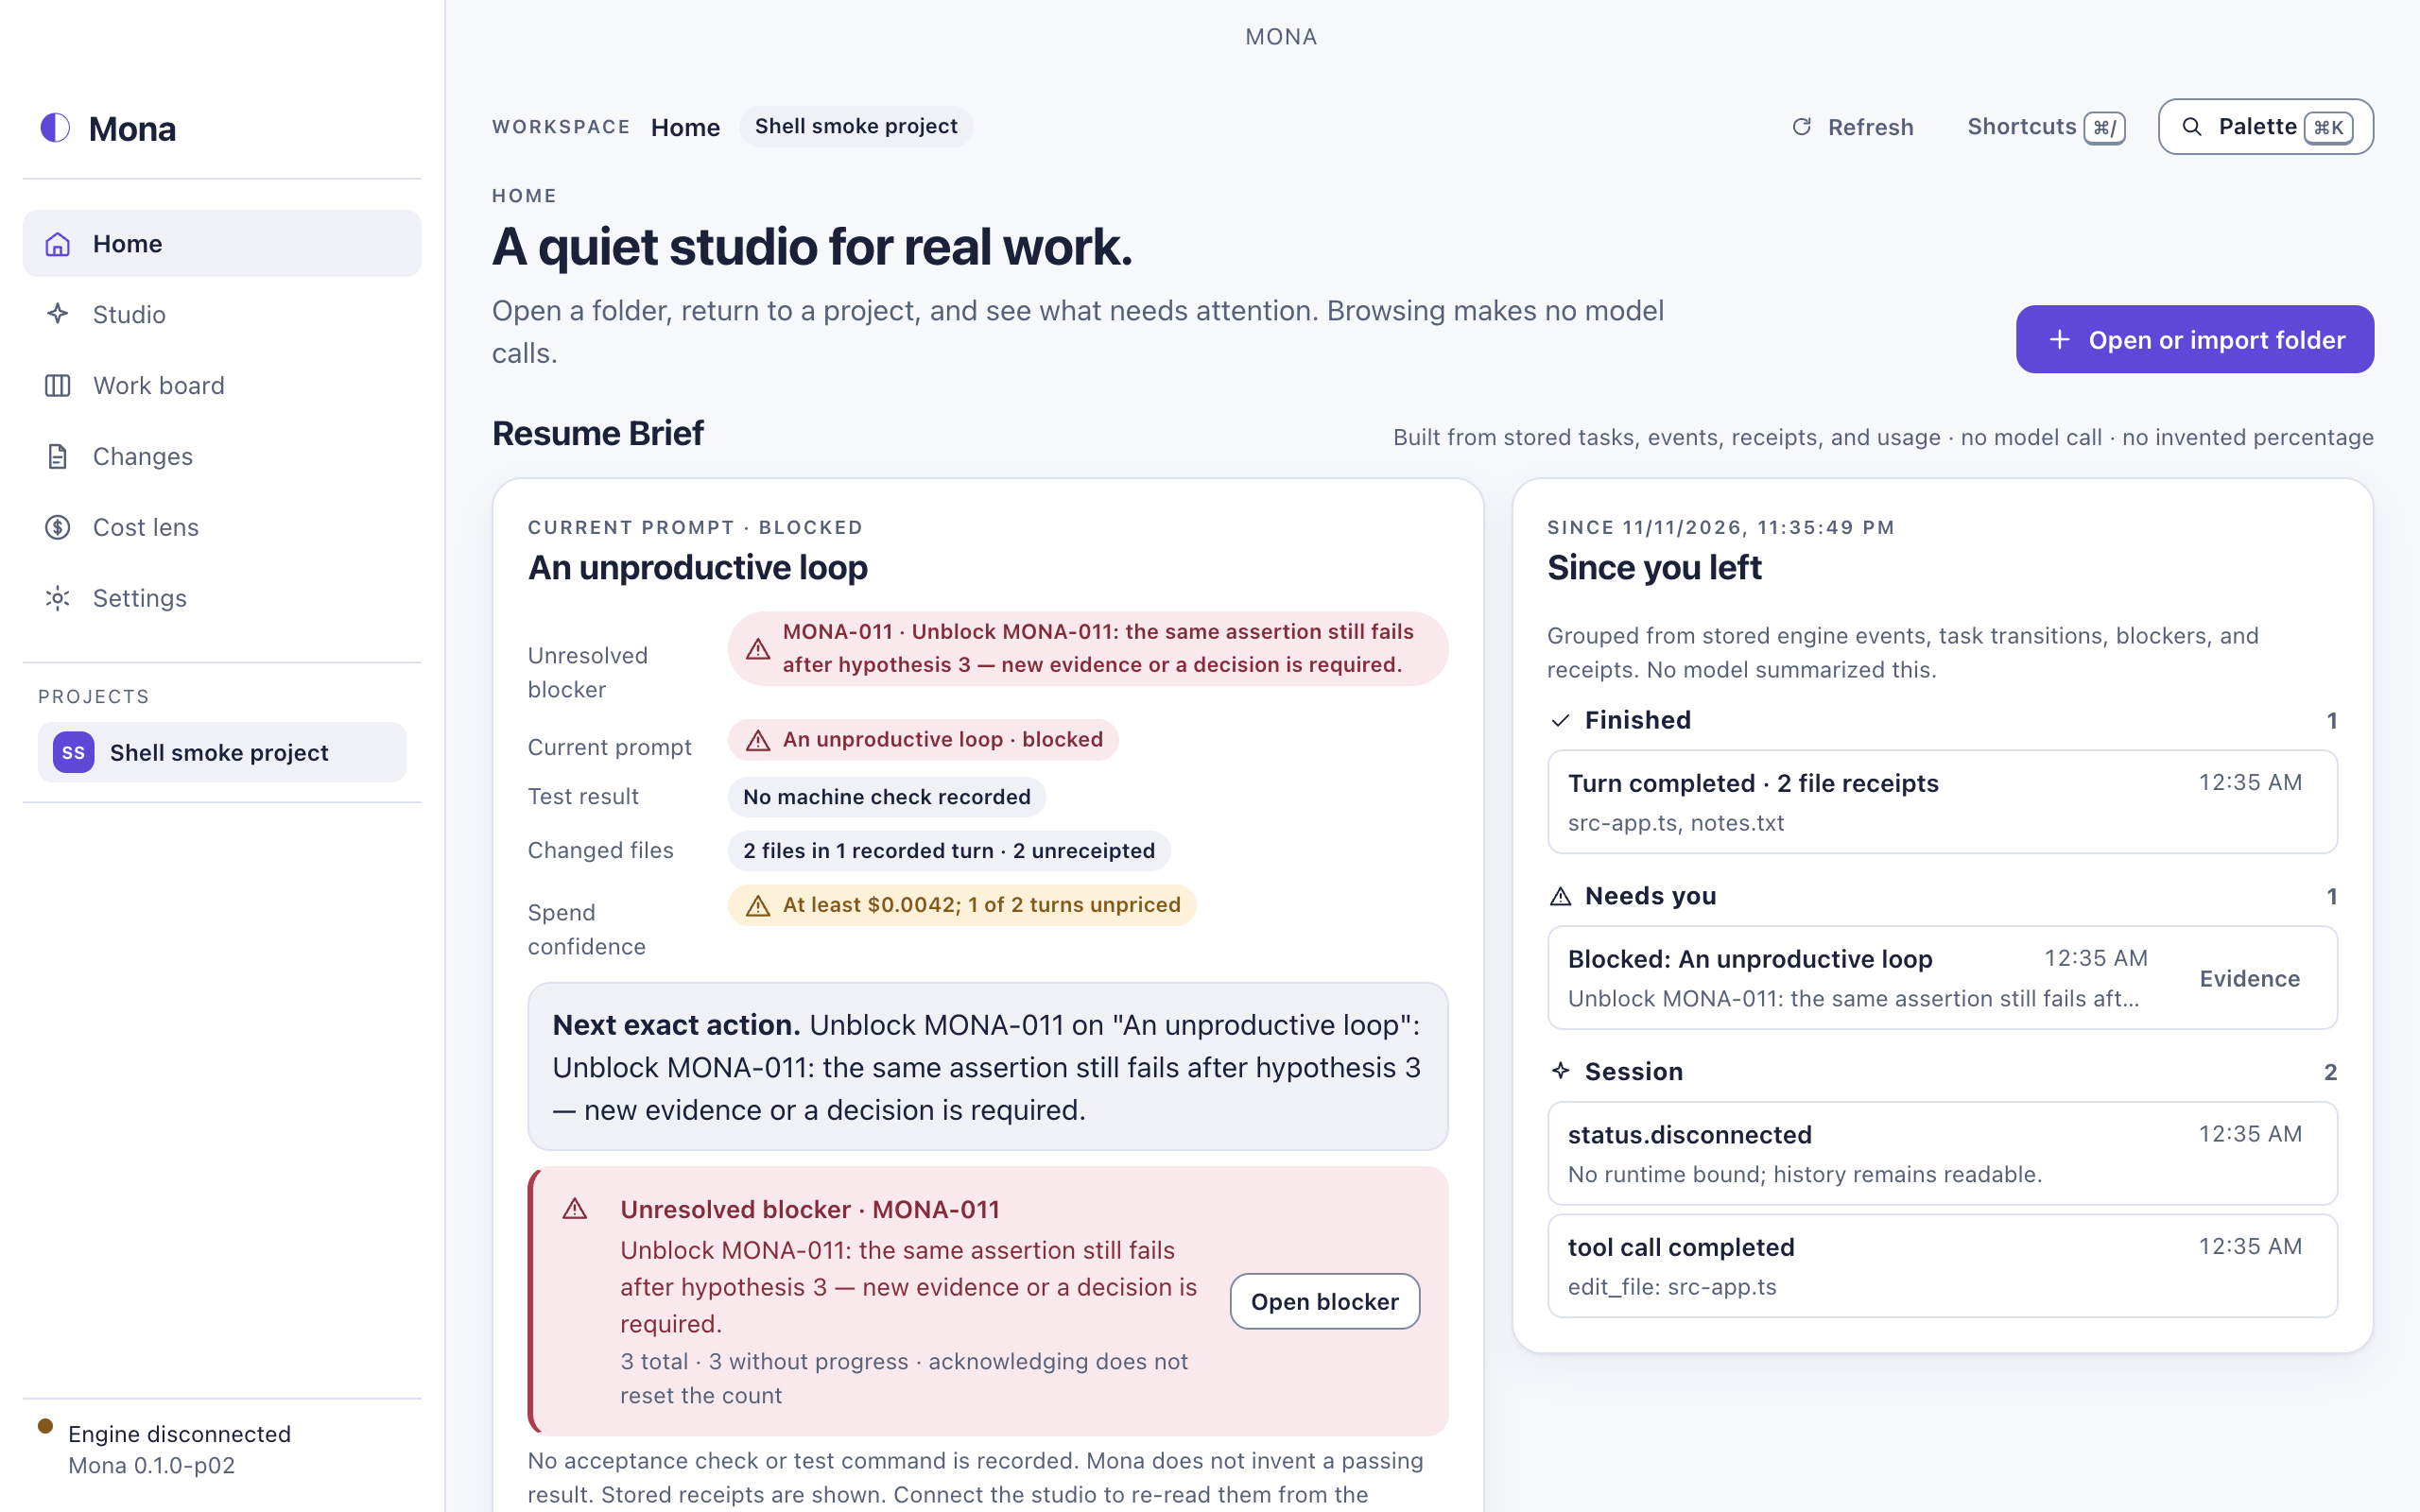 MONA
Mona
Home
Studio
Work board
Changes
Cost lens
Settings
PROJECTS
SS Shell smoke project
Engine disconnected
Mona 0.1.0-p02
WORKSPACE Home Shell smoke project
Refresh Shortcuts ⌘/ Palette ⌘K
HOME
A quiet studio for real work.
Open a folder, return to a project, and see what needs attention. Browsing makes no model
calls.
Open or import folder
Resume Brief
Built from stored tasks, events, receipts, and usage · no model call · no invented percentage
CURRENT PROMPT · BLOCKED
An unproductive loop
Unresolved
blocker
MONA-011 · Unblock MONA-011: the same assertion still fails
after hypothesis 3 — new evidence or a decision is required.
Current prompt
An unproductive loop · blocked
Test result
No machine check recorded
Changed files
2 files in 1 recorded turn · 2 unreceipted
Spend
confidence
At least $0.0042; 1 of 2 turns unpriced
Next exact action. Unblock MONA-011 on "An unproductive loop":
Unblock MONA-011: the same assertion still fails after hypothesis 3
— new evidence or a decision is required.
Unresolved blocker · MONA-011
Unblock MONA-011: the same assertion still fails
after hypothesis 3 — new evidence or a decision is
required.
3 total · 3 without progress · acknowledging does not
reset the count
Open blocker
No acceptance check or test command is recorded. Mona does not invent a passing
result. Stored receipts are shown. Connect the studio to re-read them from the
SINCE 11/11/2026, 11:35:49 PM
Since you left
Grouped from stored engine events, task transitions, blockers, and
receipts. No model summarized this.
Finished 1
Turn completed · 2 file receipts 12:35 AM
src-app.ts, notes.txt
Needs you 1
Blocked: An unproductive loop 12:35 AM
Unblock MONA-011: the same assertion still fails aft...
Evidence
Session 2
status.disconnected 12:35 AM
No runtime bound; history remains readable.
tool call completed 12:35 AM
edit_file: src-app.ts